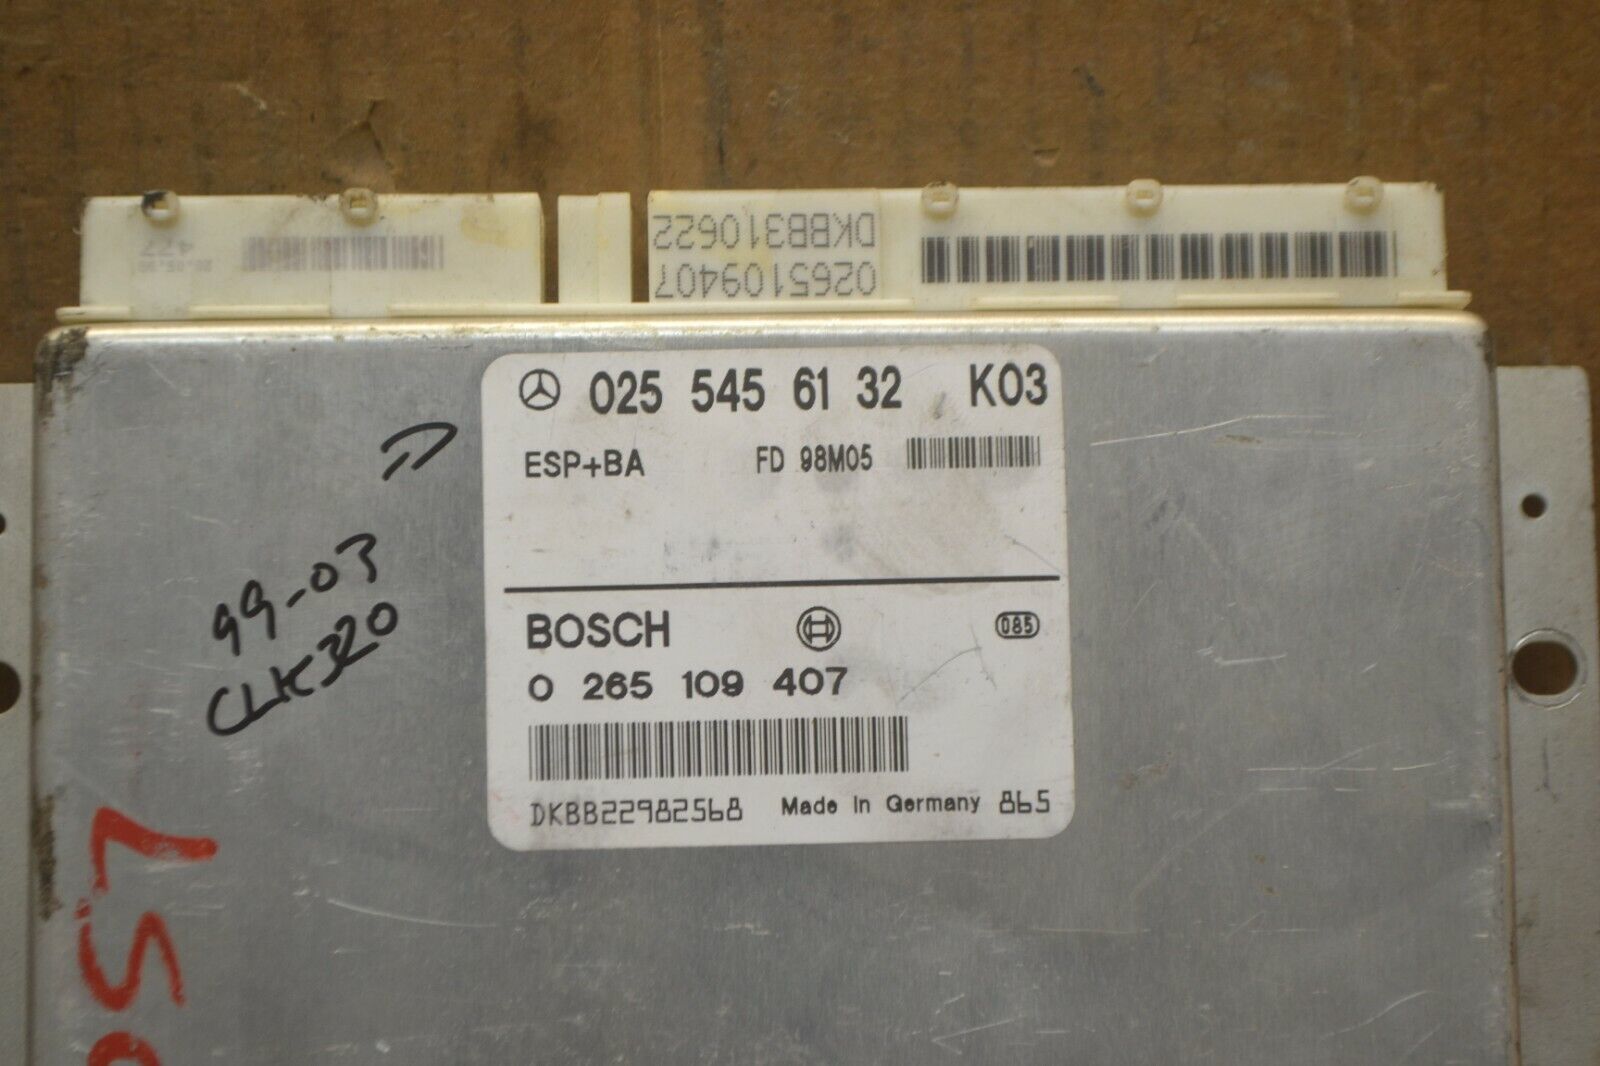 477
DKBB310622
0265109407
025 545 61 32 K03
ESP+BA FD 98M05
99-03
CLK320
BOSCH 085
0 265 109 407
DKBB22982568 Made in Germany 865